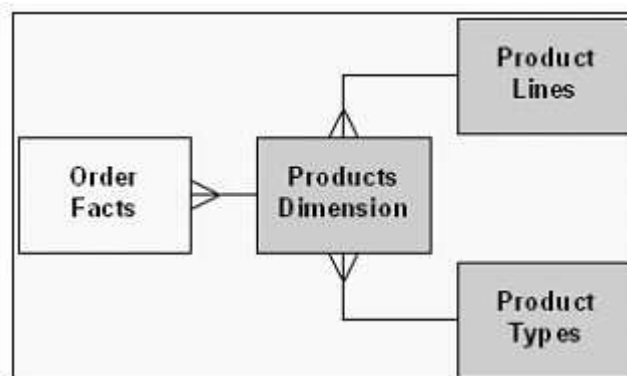 Product
Lines
Order
Facts
Products
Dimension
Product
Types